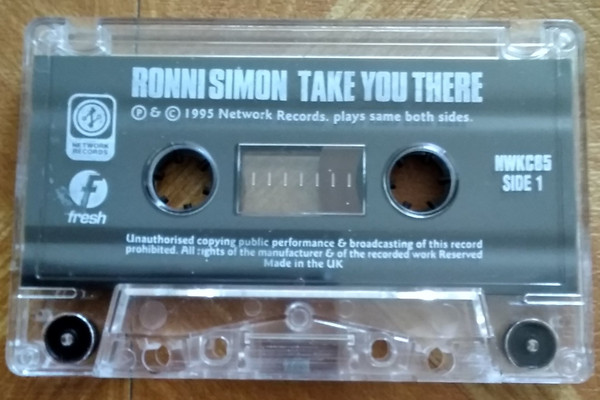 RONNI SIMON TAKE YOU THERE
Ⓟ & © 1995 Network Records. plays same both sides.
NETWORK
RECORDS
fresh
NWKC85
SIDE 1
Unauthorised copying public performance & broadcasting of this record
prohibited. All rights of the manufacturer & of the recorded work Reserved
Made in the UK